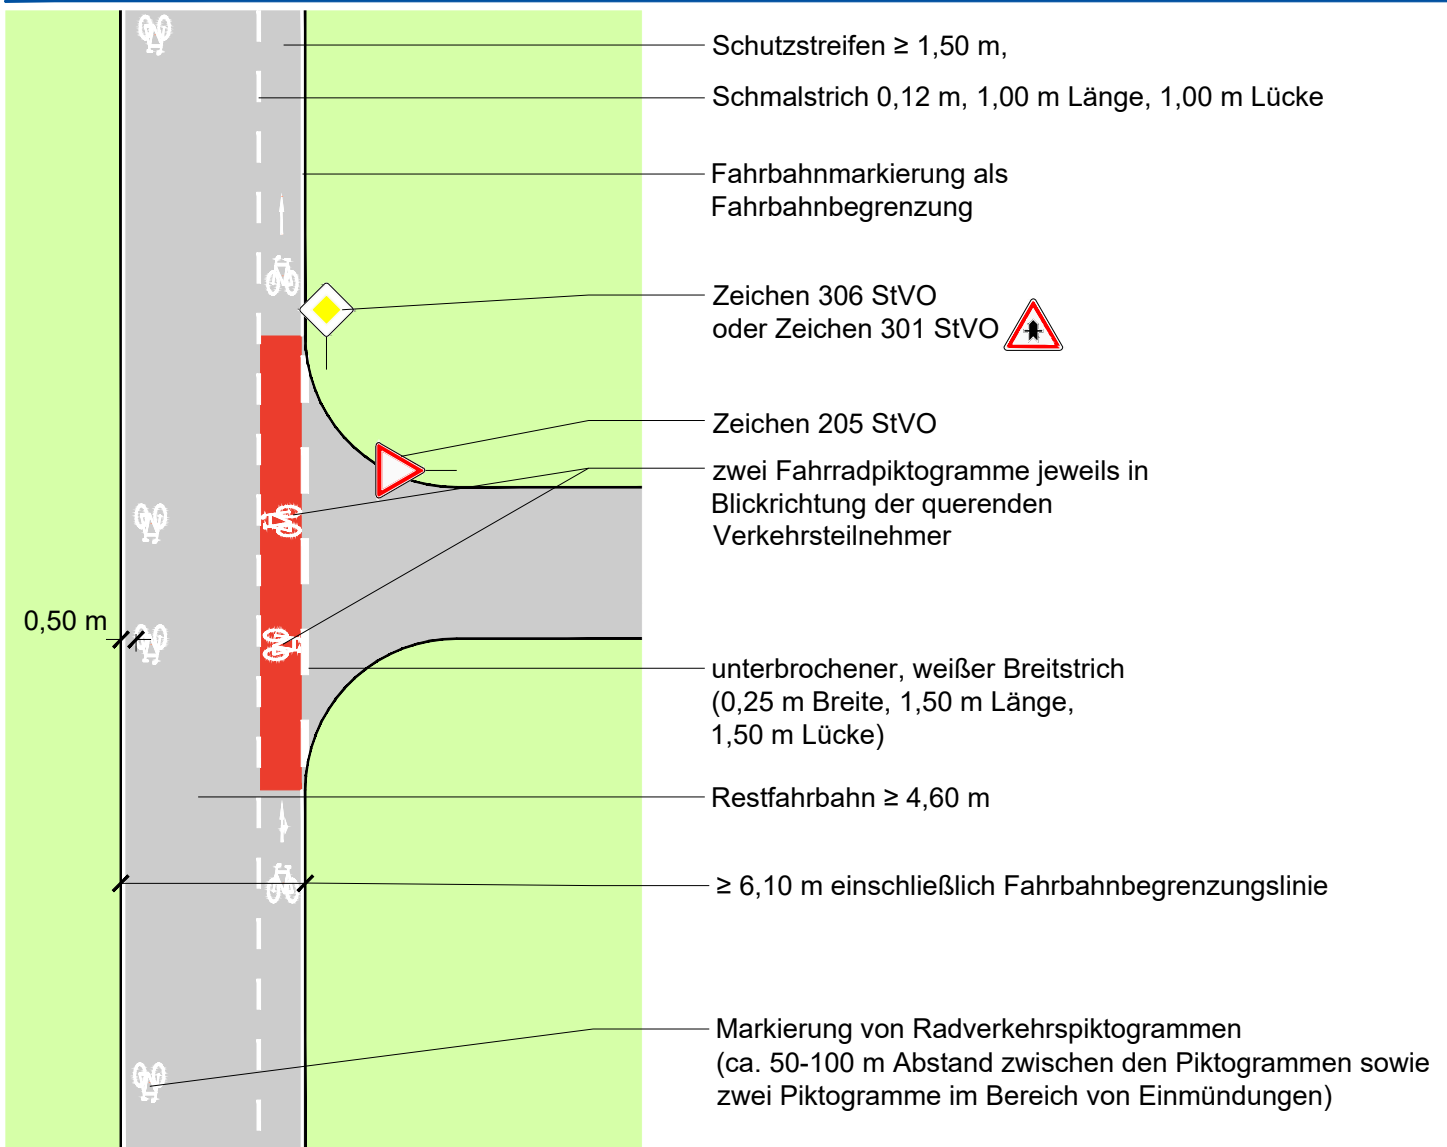 Schutzstreifen ≥ 1,50 m,
Schmalstrich 0,12 m, 1,00 m Länge, 1,00 m Lücke
Fahrbahnmarkierung als
Fahrbahnbegrenzung
Zeichen 306 StVO
oder Zeichen 301 StVO
Zeichen 205 StVO
zwei Fahrradpiktogramme jeweils in
Blickrichtung der querenden
Verkehrsteilnehmer
0,50 m
unterbrochener, weißer Breitstrich
(0,25 m Breite, 1,50 m Länge,
1,50 m Lücke)
Restfahrbahn ≥ 4,60 m
≥ 6,10 m einschließlich Fahrbahnbegrenzungslinie
Markierung von Radverkehrspiktogrammen
(ca. 50-100 m Abstand zwischen den Piktogrammen sowie
zwei Piktogramme im Bereich von Einmündungen)